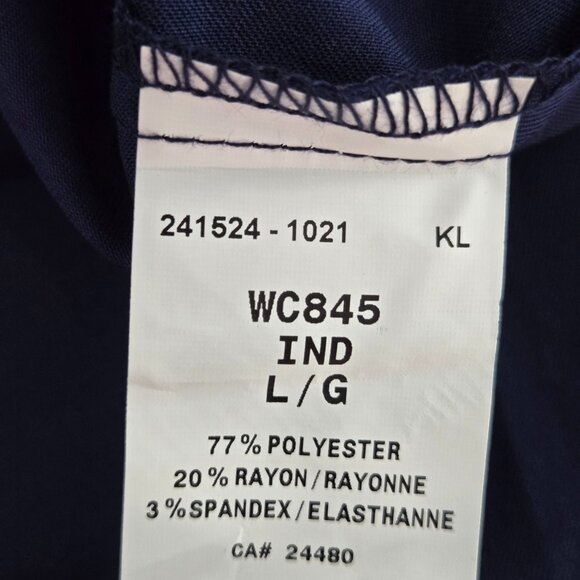 241524 - 1021 KL
WC845
IND
L/G
77% POLYESTER
20% RAYON/RAYONNE
3% SPANDEX/ELASTHANNE
CA# 24480